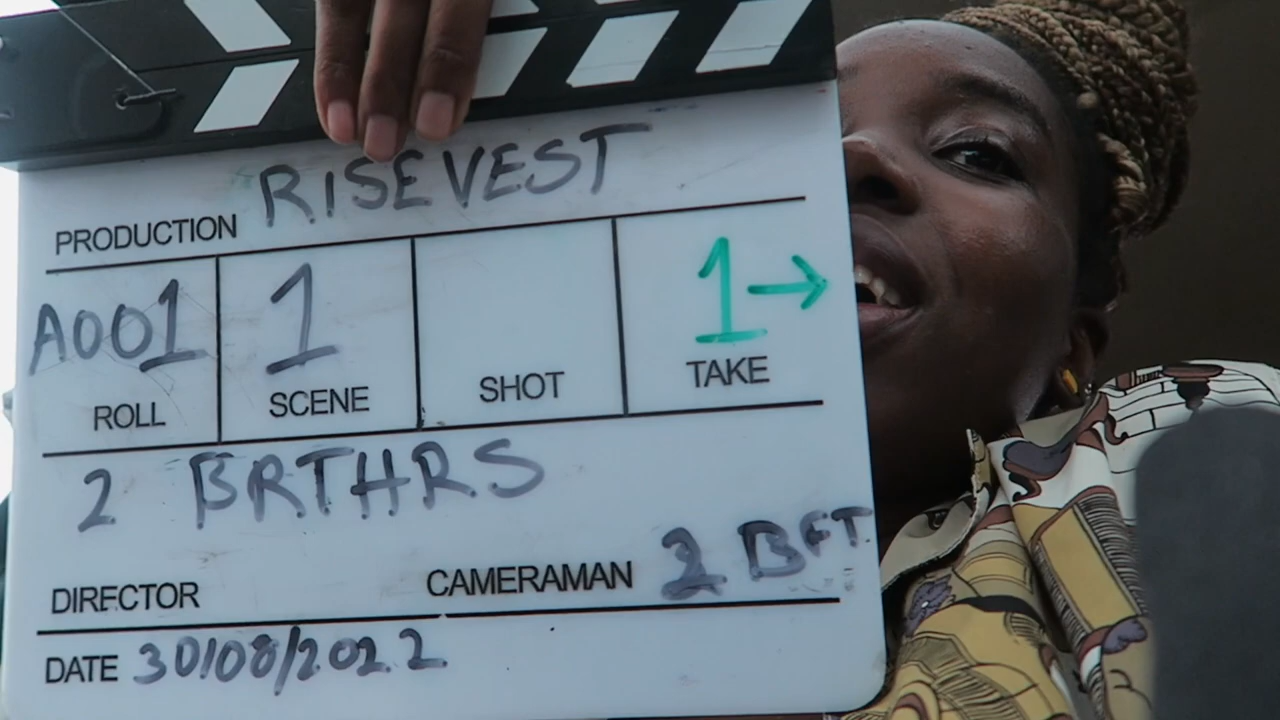 RISEVEST
PRODUCTION
A001 1 1→
ROLL SCENE SHOT TAKE
2 BRTHRS
DIRECTOR CAMERAMAN 2 BFT.
DATE 30/08/2022